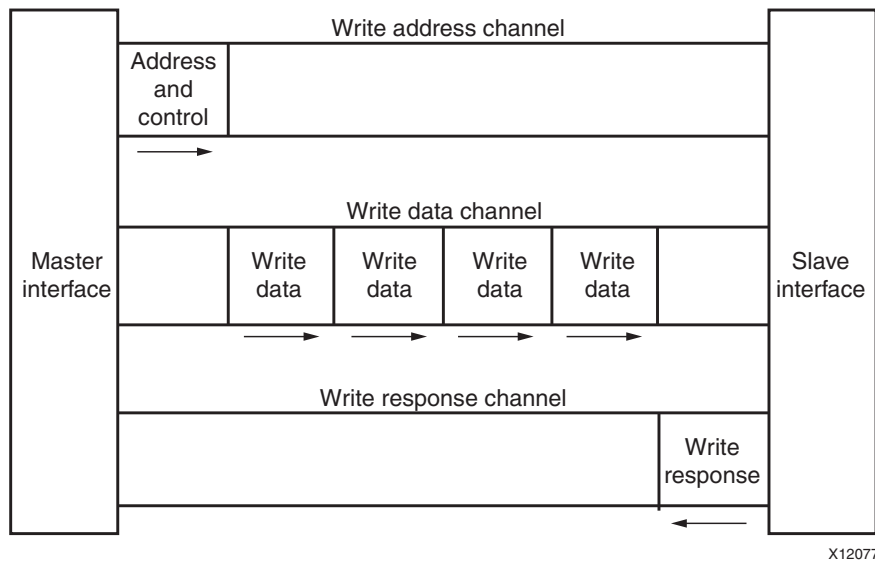 Write address channel
Address
and
control
Write data channel
Master
interface
Write
data
Write
data
Write
data
Write
data
Slave
interface
Write response channel
Write
response
X12077